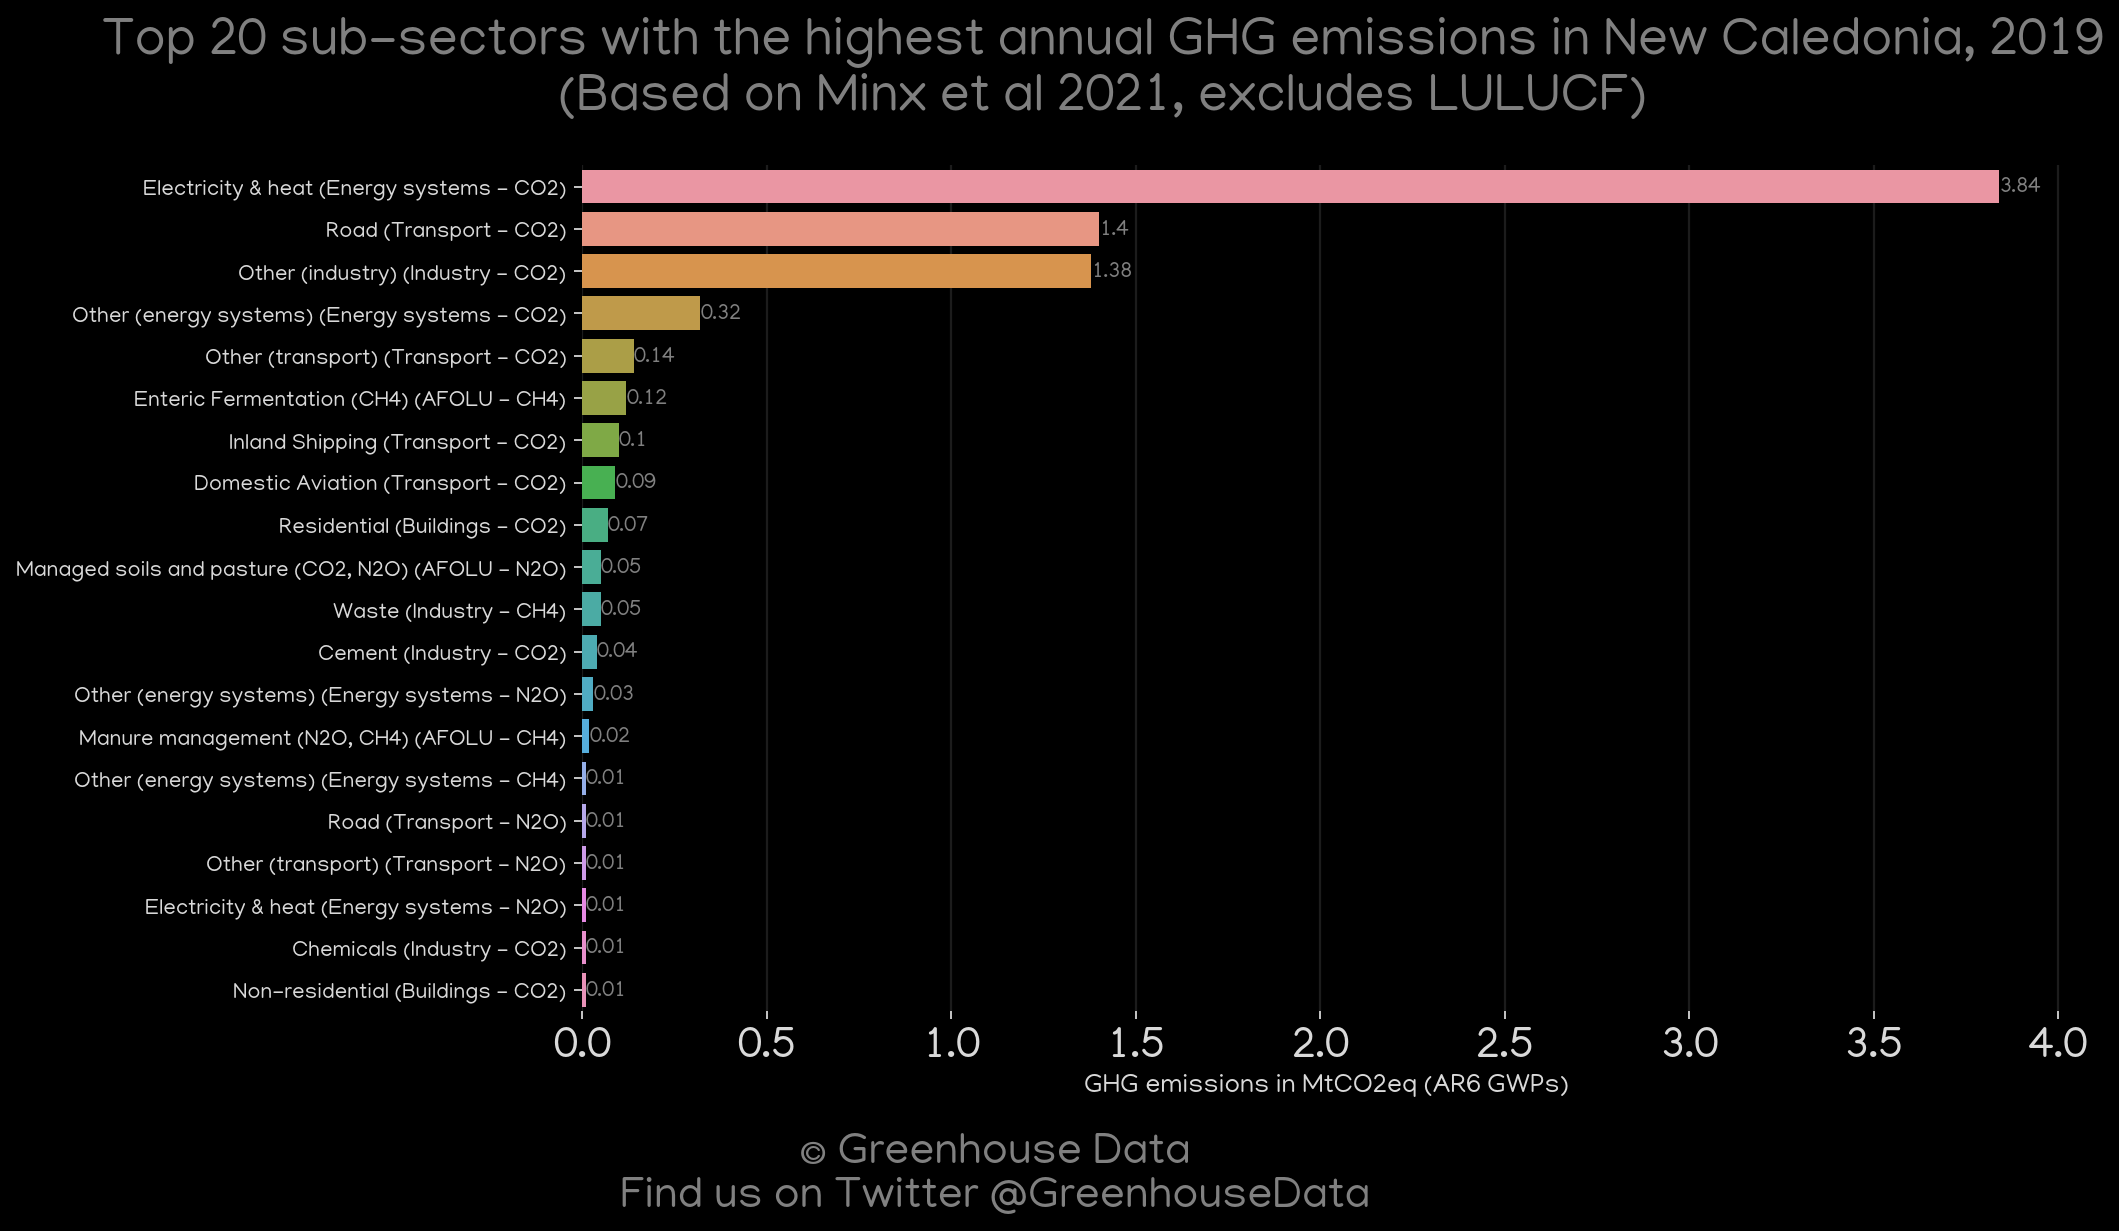 Top 20 sub-sectors with the highest annual GHG emissions in New Caledonia, 2019
(Based on Minx et al 2021, excludes LULUCF)
Electricity & heat (Energy systems - CO2) 3.84
Road (Transport - CO2) 1.4
Other (industry) (Industry - CO2) 1.38
Other (energy systems) (Energy systems - CO2) 0.32
Other (transport) (Transport - CO2) 0.14
Enteric Fermentation (CH4) (AFOLU - CH4) 0.12
Inland Shipping (Transport - CO2) 0.1
Domestic Aviation (Transport - CO2) 0.09
Residential (Buildings - CO2) 0.07
Managed soils and pasture (CO2, N2O) (AFOLU - N2O) 0.05
Waste (Industry - CH4) 0.05
Cement (Industry - CO2) 0.04
Other (energy systems) (Energy systems - N2O) 0.03
Manure management (N2O, CH4) (AFOLU - CH4) 0.02
Other (energy systems) (Energy systems - CH4) 0.01
Road (Transport - N2O) 0.01
Other (transport) (Transport - N2O) 0.01
Electricity & heat (Energy systems - N2O) 0.01
Chemicals (Industry - CO2) 0.01
Non-residential (Buildings - CO2) 0.01
0.0 0.5 1.0 1.5 2.0 2.5 3.0 3.5 4.0
GHG emissions in MtCO2eq (AR6 GWPs)
© Greenhouse Data
Find us on Twitter @GreenhouseData